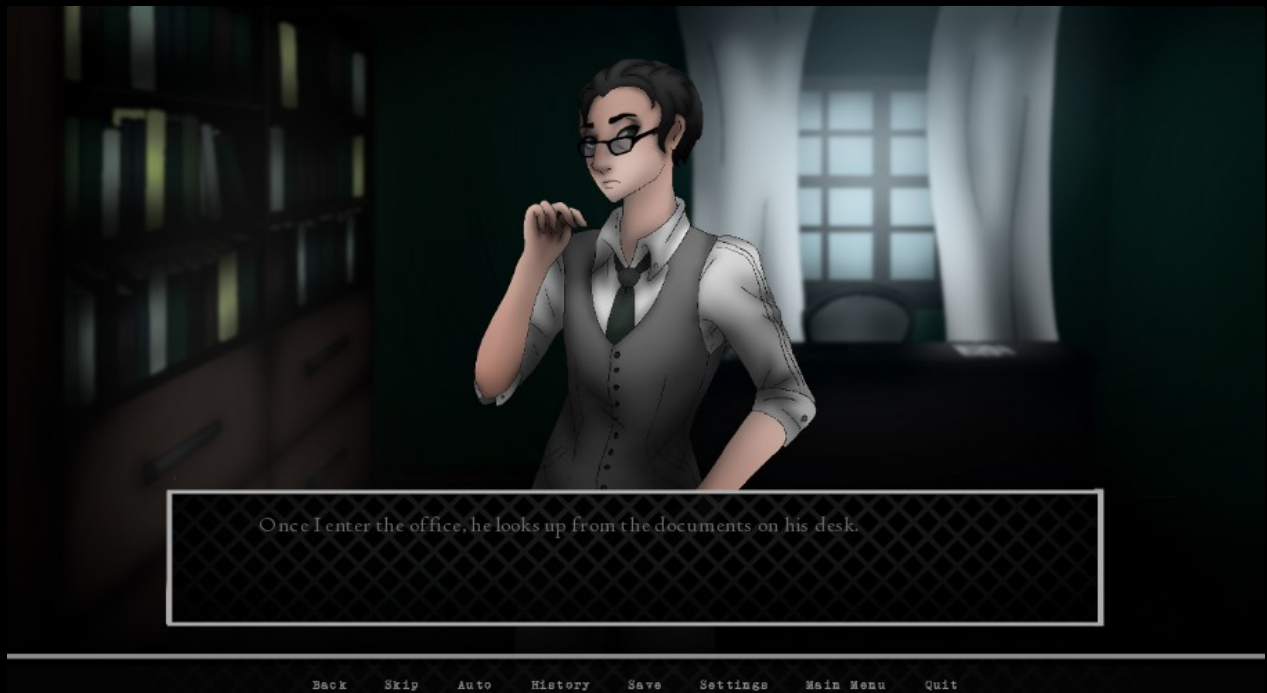 Once I enter the office, he looks up from the documents on his desk.
Back Skip Auto History Save Settings Main Menu Quit